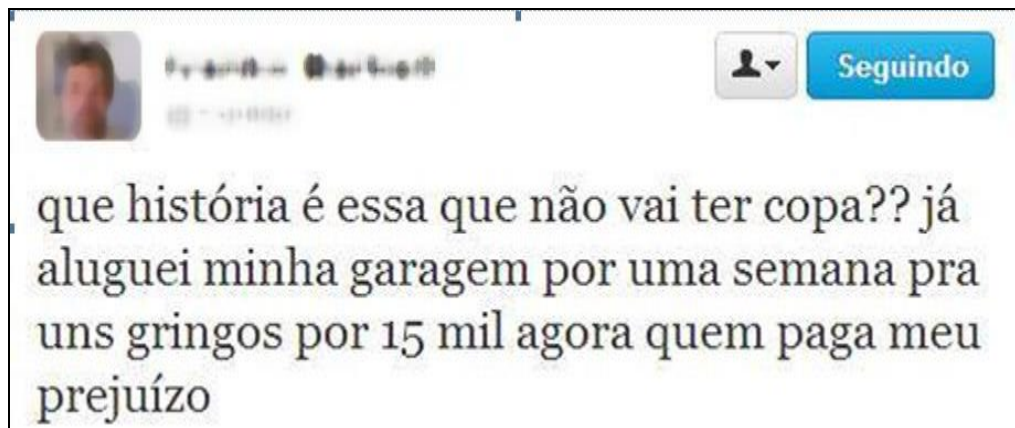 Seguindo
que história é essa que não vai ter copa?? já
aluguei minha garagem por uma semana pra
uns gringos por 15 mil agora quem paga meu
prejuízo